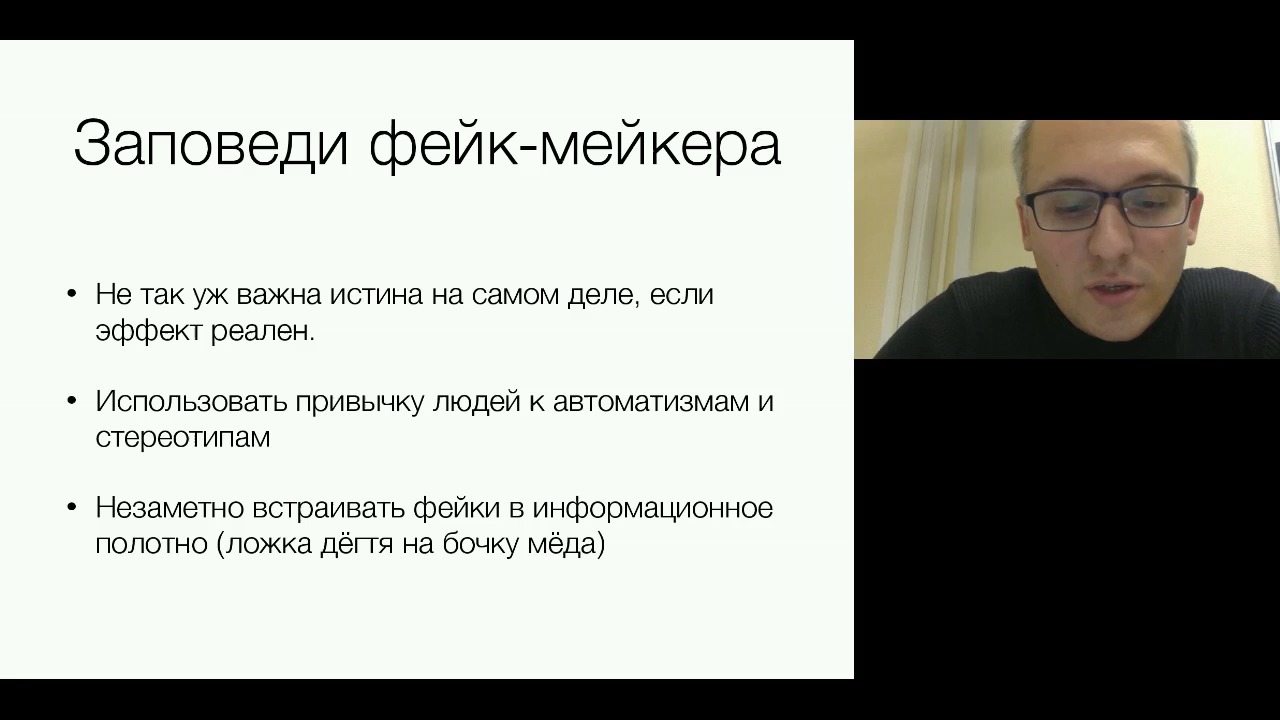 Заповеди фейк-мейкера
• Не так уж важна истина на самом деле, если
эффект реален.
• Использовать привычку людей к автоматизмам и
стереотипам
• Незаметно встраивать фейки в информационное
полотно (ложка дёгтя на бочку мёда)